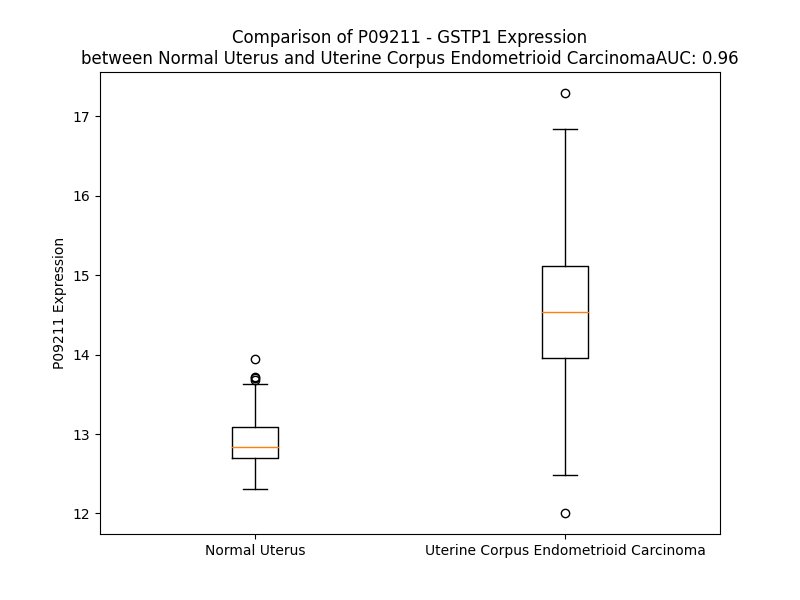 Comparison of P09211 - GSTP1 Expression
between Normal Uterus and Uterine Corpus Endometrioid CarcinomaAUC: 0.96
17
16
15
14
13
12
P09211 Expression
Normal Uterus
Uterine Corpus Endometrioid Carcinoma